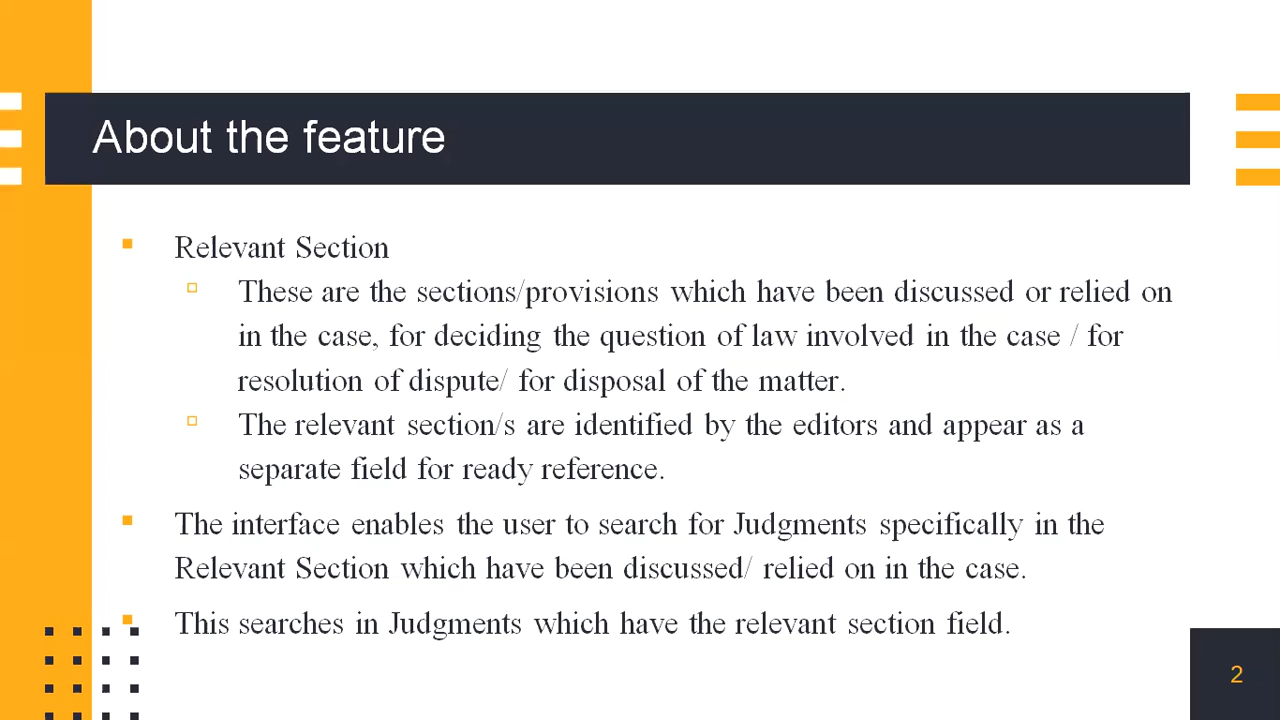 About the feature
Relevant Section
These are the sections/provisions which have been discussed or relied on
in the case, for deciding the question of law involved in the case / for
resolution of dispute/ for disposal of the matter.
The relevant section/s are identified by the editors and appear as a
separate field for ready reference.
The interface enables the user to search for Judgments specifically in the
Relevant Section which have been discussed/ relied on in the case.
This searches in Judgments which have the relevant section field.
2